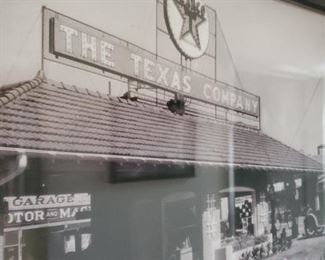 THE TEXAS COMPANY
GARAGE
OTOR AND MA